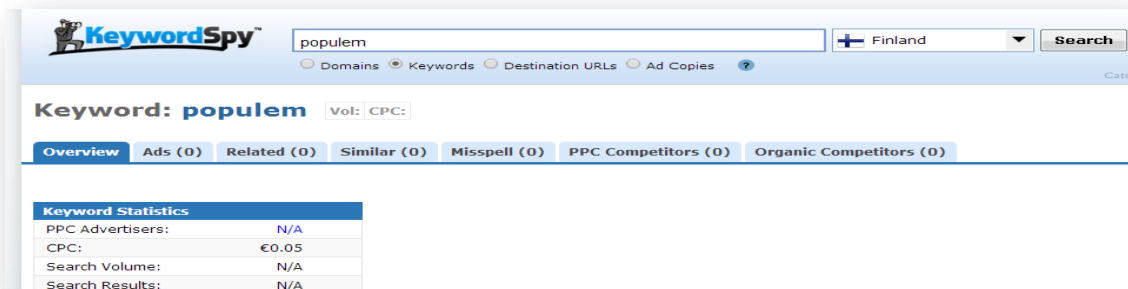 KeywordSpy™ populem Finland Search
Domains Keywords Destination URLs Ad Copies ?
Keyword: populem Vol: CPC:
Overview Ads (0) Related (0) Similar (0) Misspell (0) PPC Competitors (0) Organic Competitors (0)
Keyword Statistics
PPC Advertisers: N/A
CPC: €0.05
Search Volume: N/A
Search Results: N/A